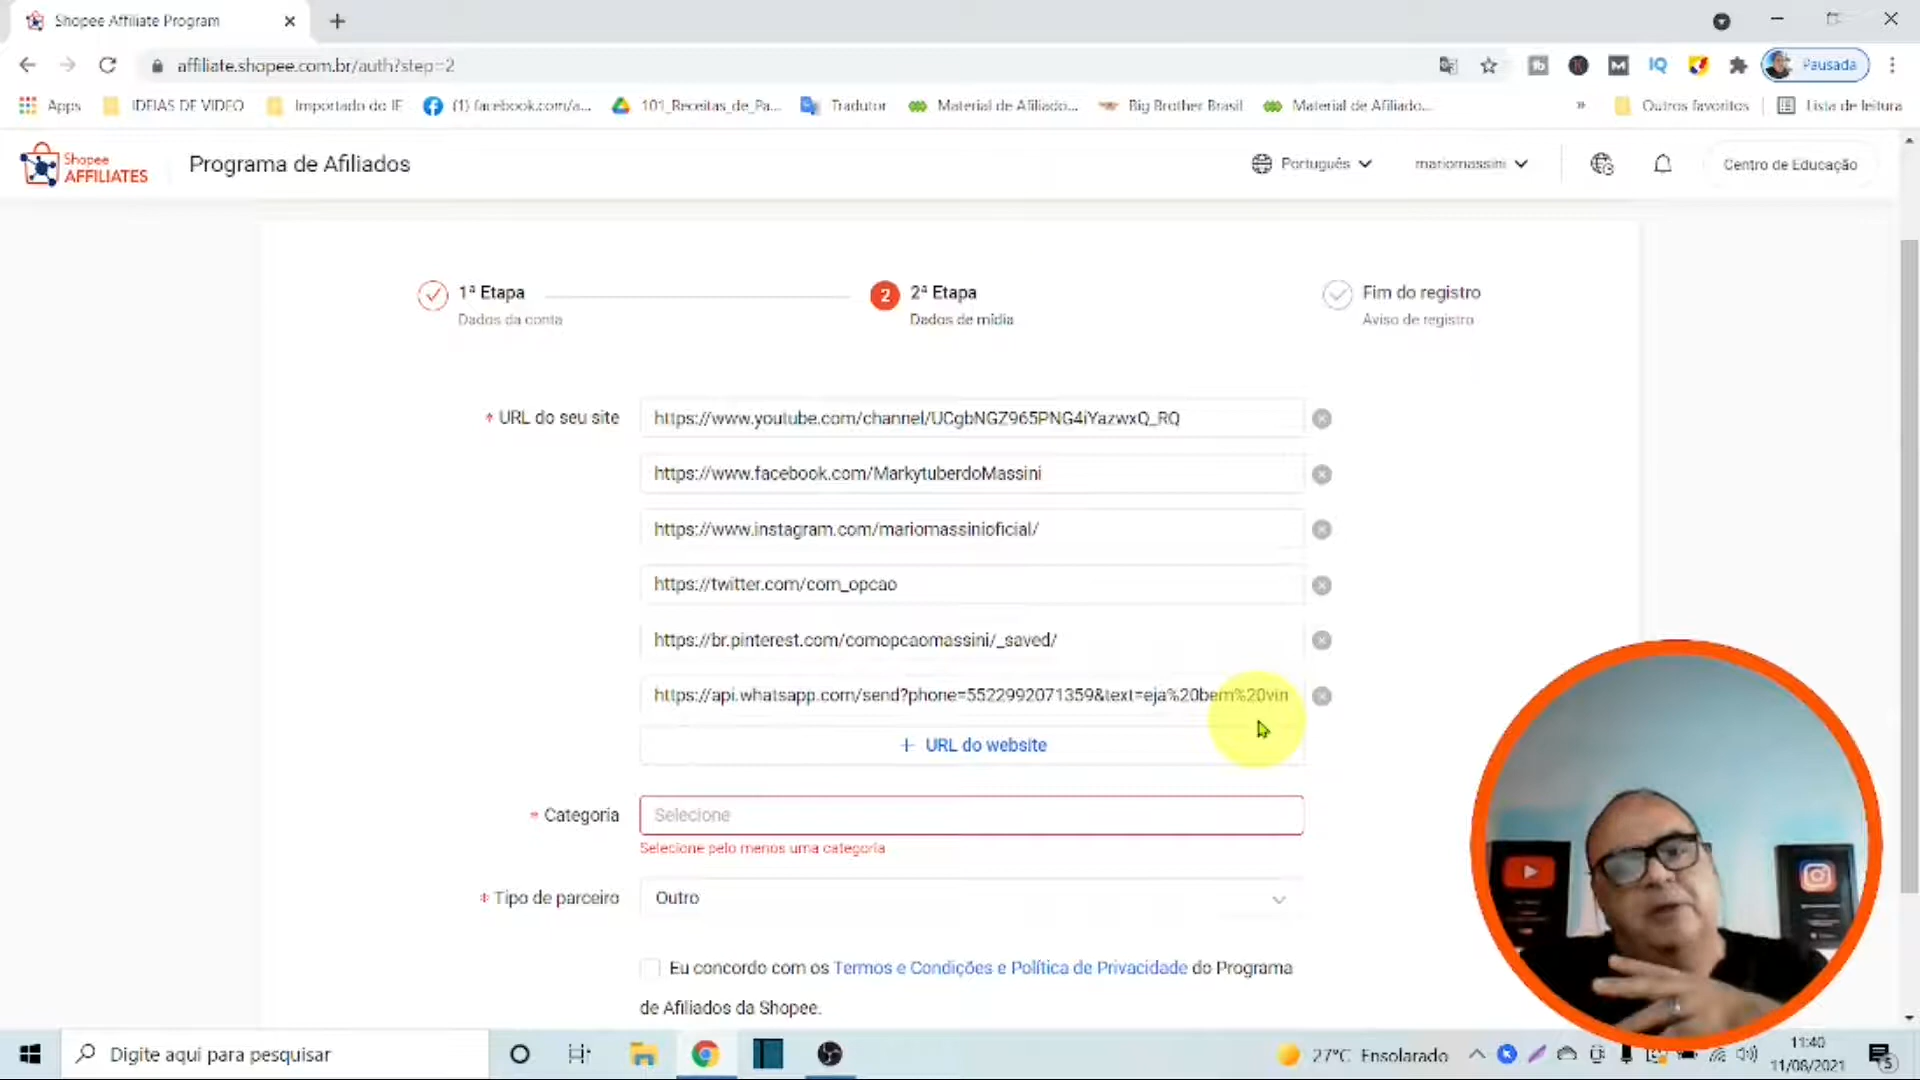 Shopee Affiliate Program
affiliate.shopee.com.br/auth?step=2
IQ
Pausada
Apps
IDEIAS DE VIDEO
Importado do IE
(1) facebook.com/a...
101_Receitas_de_Pa...
Tradutor
Material de Afiliado...
Big Brother Brasil
Material de Afiliado...
»
Outros favoritos
Lista de leitura
Shopee
AFFILIATES
Programa de Afiliados
Português
mariomassini
Centro de Educação
1ª Etapa
Dados da conta
2
2ª Etapa
Dados de mídia
Fim do registro
Aviso de registro
* URL do seu site
https://www.youtube.com/channel/UCgbNGZ965PNG4iYazwxQ_RQ
https://www.facebook.com/MarkytuberdoMassini
https://www.instagram.com/mariomassinioficial/
https://twitter.com/com_opcao
https://br.pinterest.com/comopcaomassini/_saved/
https://api.whatsapp.com/send?phone=5522992071359&text=eja%20bem%20vin
+ URL do website
* Categoria
Selecione
Selecione pelo menos uma categoria
* Tipo de parceiro
Outro
Eu concordo com os Termos e Condições e Política de Privacidade do Programa
de Afiliados da Shopee.
Digite aqui para pesquisar
27°C Ensolarado
11:40
11/08/2021
5